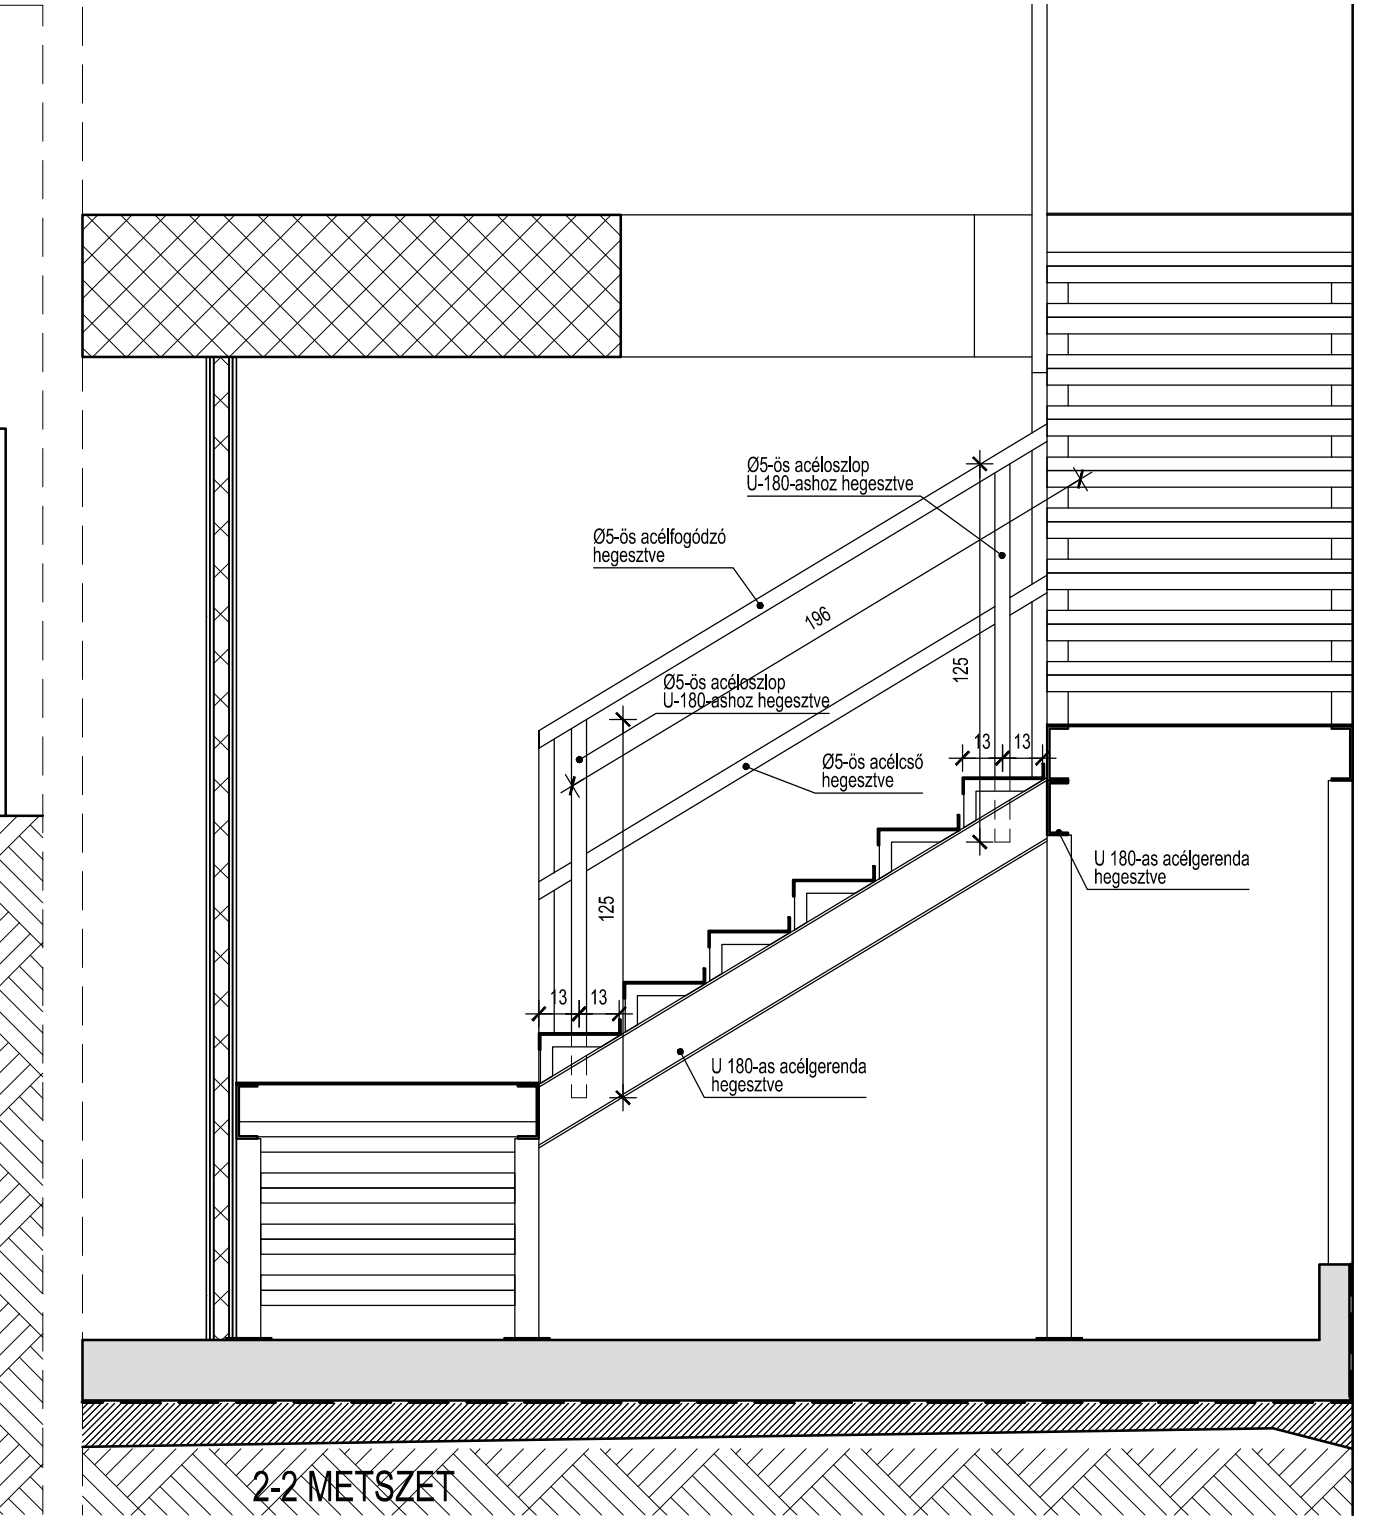 Ø5-ös acéloszlop
U-180-ashoz hegesztve
Ø5-ös acélfogódzó
hegesztve
196
125
Ø5-ös acéloszlop
U-180-ashoz hegesztve
13
13
Ø5-ös acélcső
hegesztve
U 180-as acélgerenda
hegesztve
125
13
13
U 180-as acélgerenda
hegesztve
2-2 METSZET